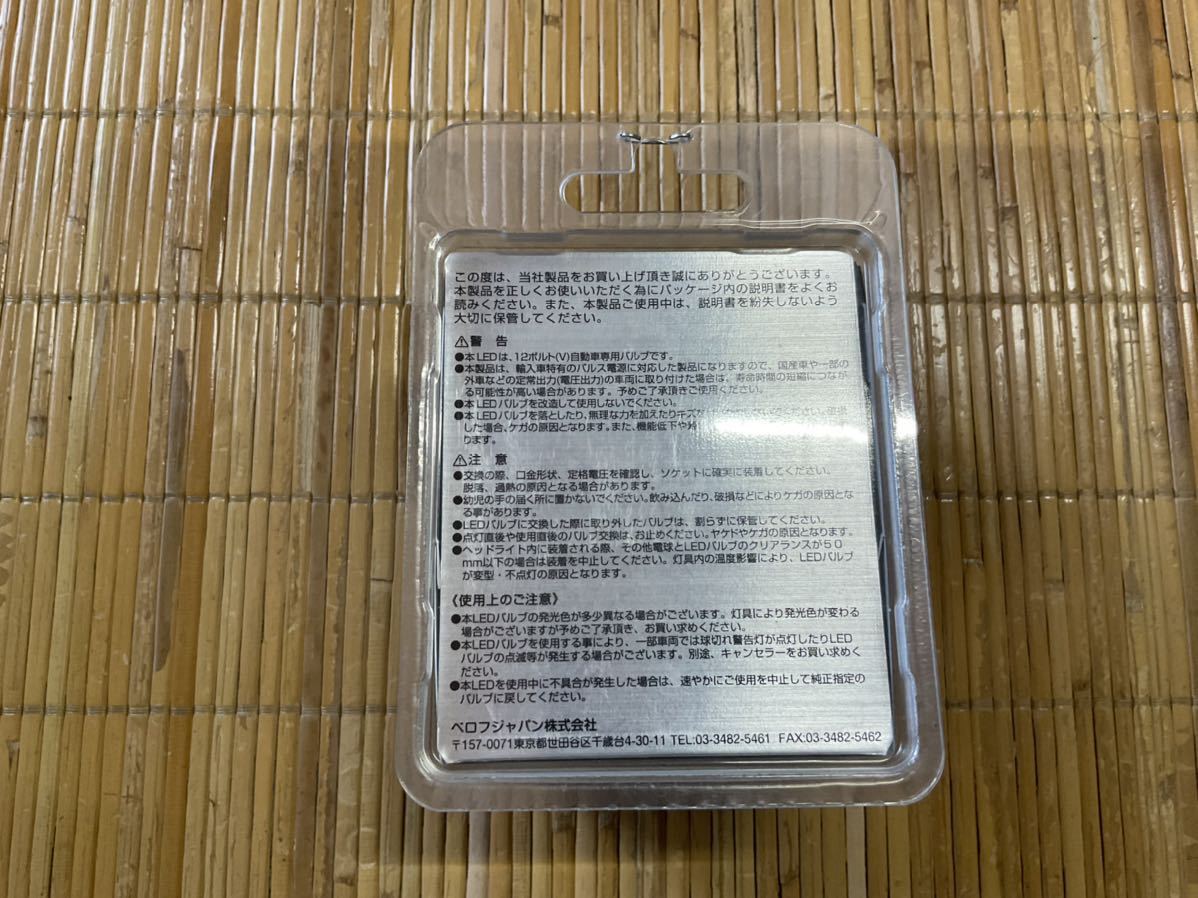 この度は、当社製品をお買い上げ頂き誠にありがとうございます。
本製品を正しくお使いいただく為にパッケージ内の説明書をよくお
読みください。また、本製品ご使用中は、説明書を紛失しないよう
大切に保管してください。
⚠警 告
●本LEDは、12ボルト(V)自動車専用バルブです。
●本製品は、輸入車特有のパルス電源に対応した製品になりますので、国産車や一部の
外車などの定常出力(電圧出力)の車両に取り付けた場合は、寿命時間の短縮につなが
る可能性が高い場合があります。予めご了承頂きご使用ください。
●本LEDバルブを改造して使用しないでください。
●本LEDバルブを落としたり、無理な力を加えたりキズ
した場合、ケガの原因となります。また、機能低下や
ります。
⚠注 意
●交換の際、口金形状、定格電圧を確認し、ソケットに確実に装着してください。
脱落、過熱の原因となる場合があります。
●幼児の手の届く所に置かないでください。飲み込んだり、破損などによりケガの原因とな
る事があります。
●LEDバルブに交換した際に取り外したバルブは、割らずに保管してください。
●点灯直後や使用直後のバルブ交換は、お止めください。ヤケドやケガの原因となります。
●ヘッドライト内に装着される際、その他電球とLEDバルブのクリアランスが50
mm以下の場合は装着を中止してください。灯具内の温度影響により、LEDバルブ
が変型・不点灯の原因となります。
《使用上のご注意》
●本LEDバルブの発光色が多少異なる場合がございます。灯具により発光色が変わる
場合がございますが予めご了承頂き、お買い求めください。
●本LEDバルブを使用する事により、一部車両では球切れ警告灯が点灯したりLED
バルブの点滅等が発生する場合がございます。別途、キャンセラーをお買い求めく
ださい。
●本LEDを使用中に不具合が発生した場合は、速やかにご使用を中止して純正指定の
バルブに戻してください。
ベロフジャパン株式会社
〒157-0071東京都世田谷区千歳台4-30-11 TEL:03-3482-5461 FAX:03-3482-5462